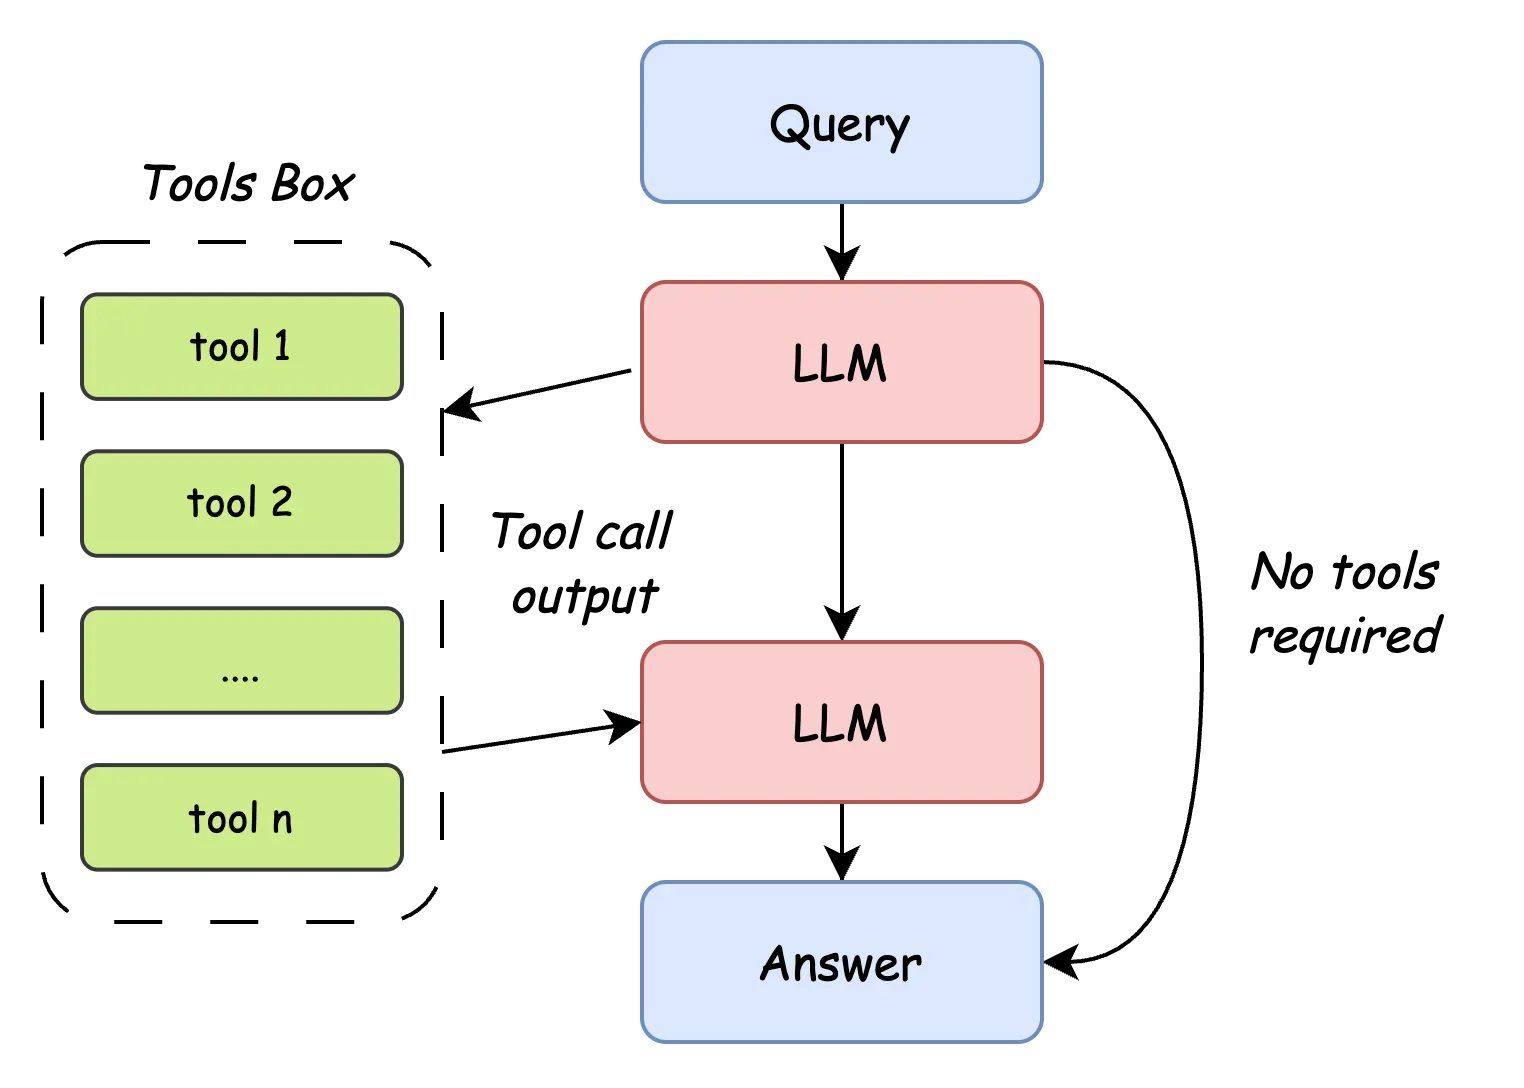 Query
Tools Box
tool 1
LLM
tool 2
Tool call
output
No tools
required
....
LLM
tool n
Answer